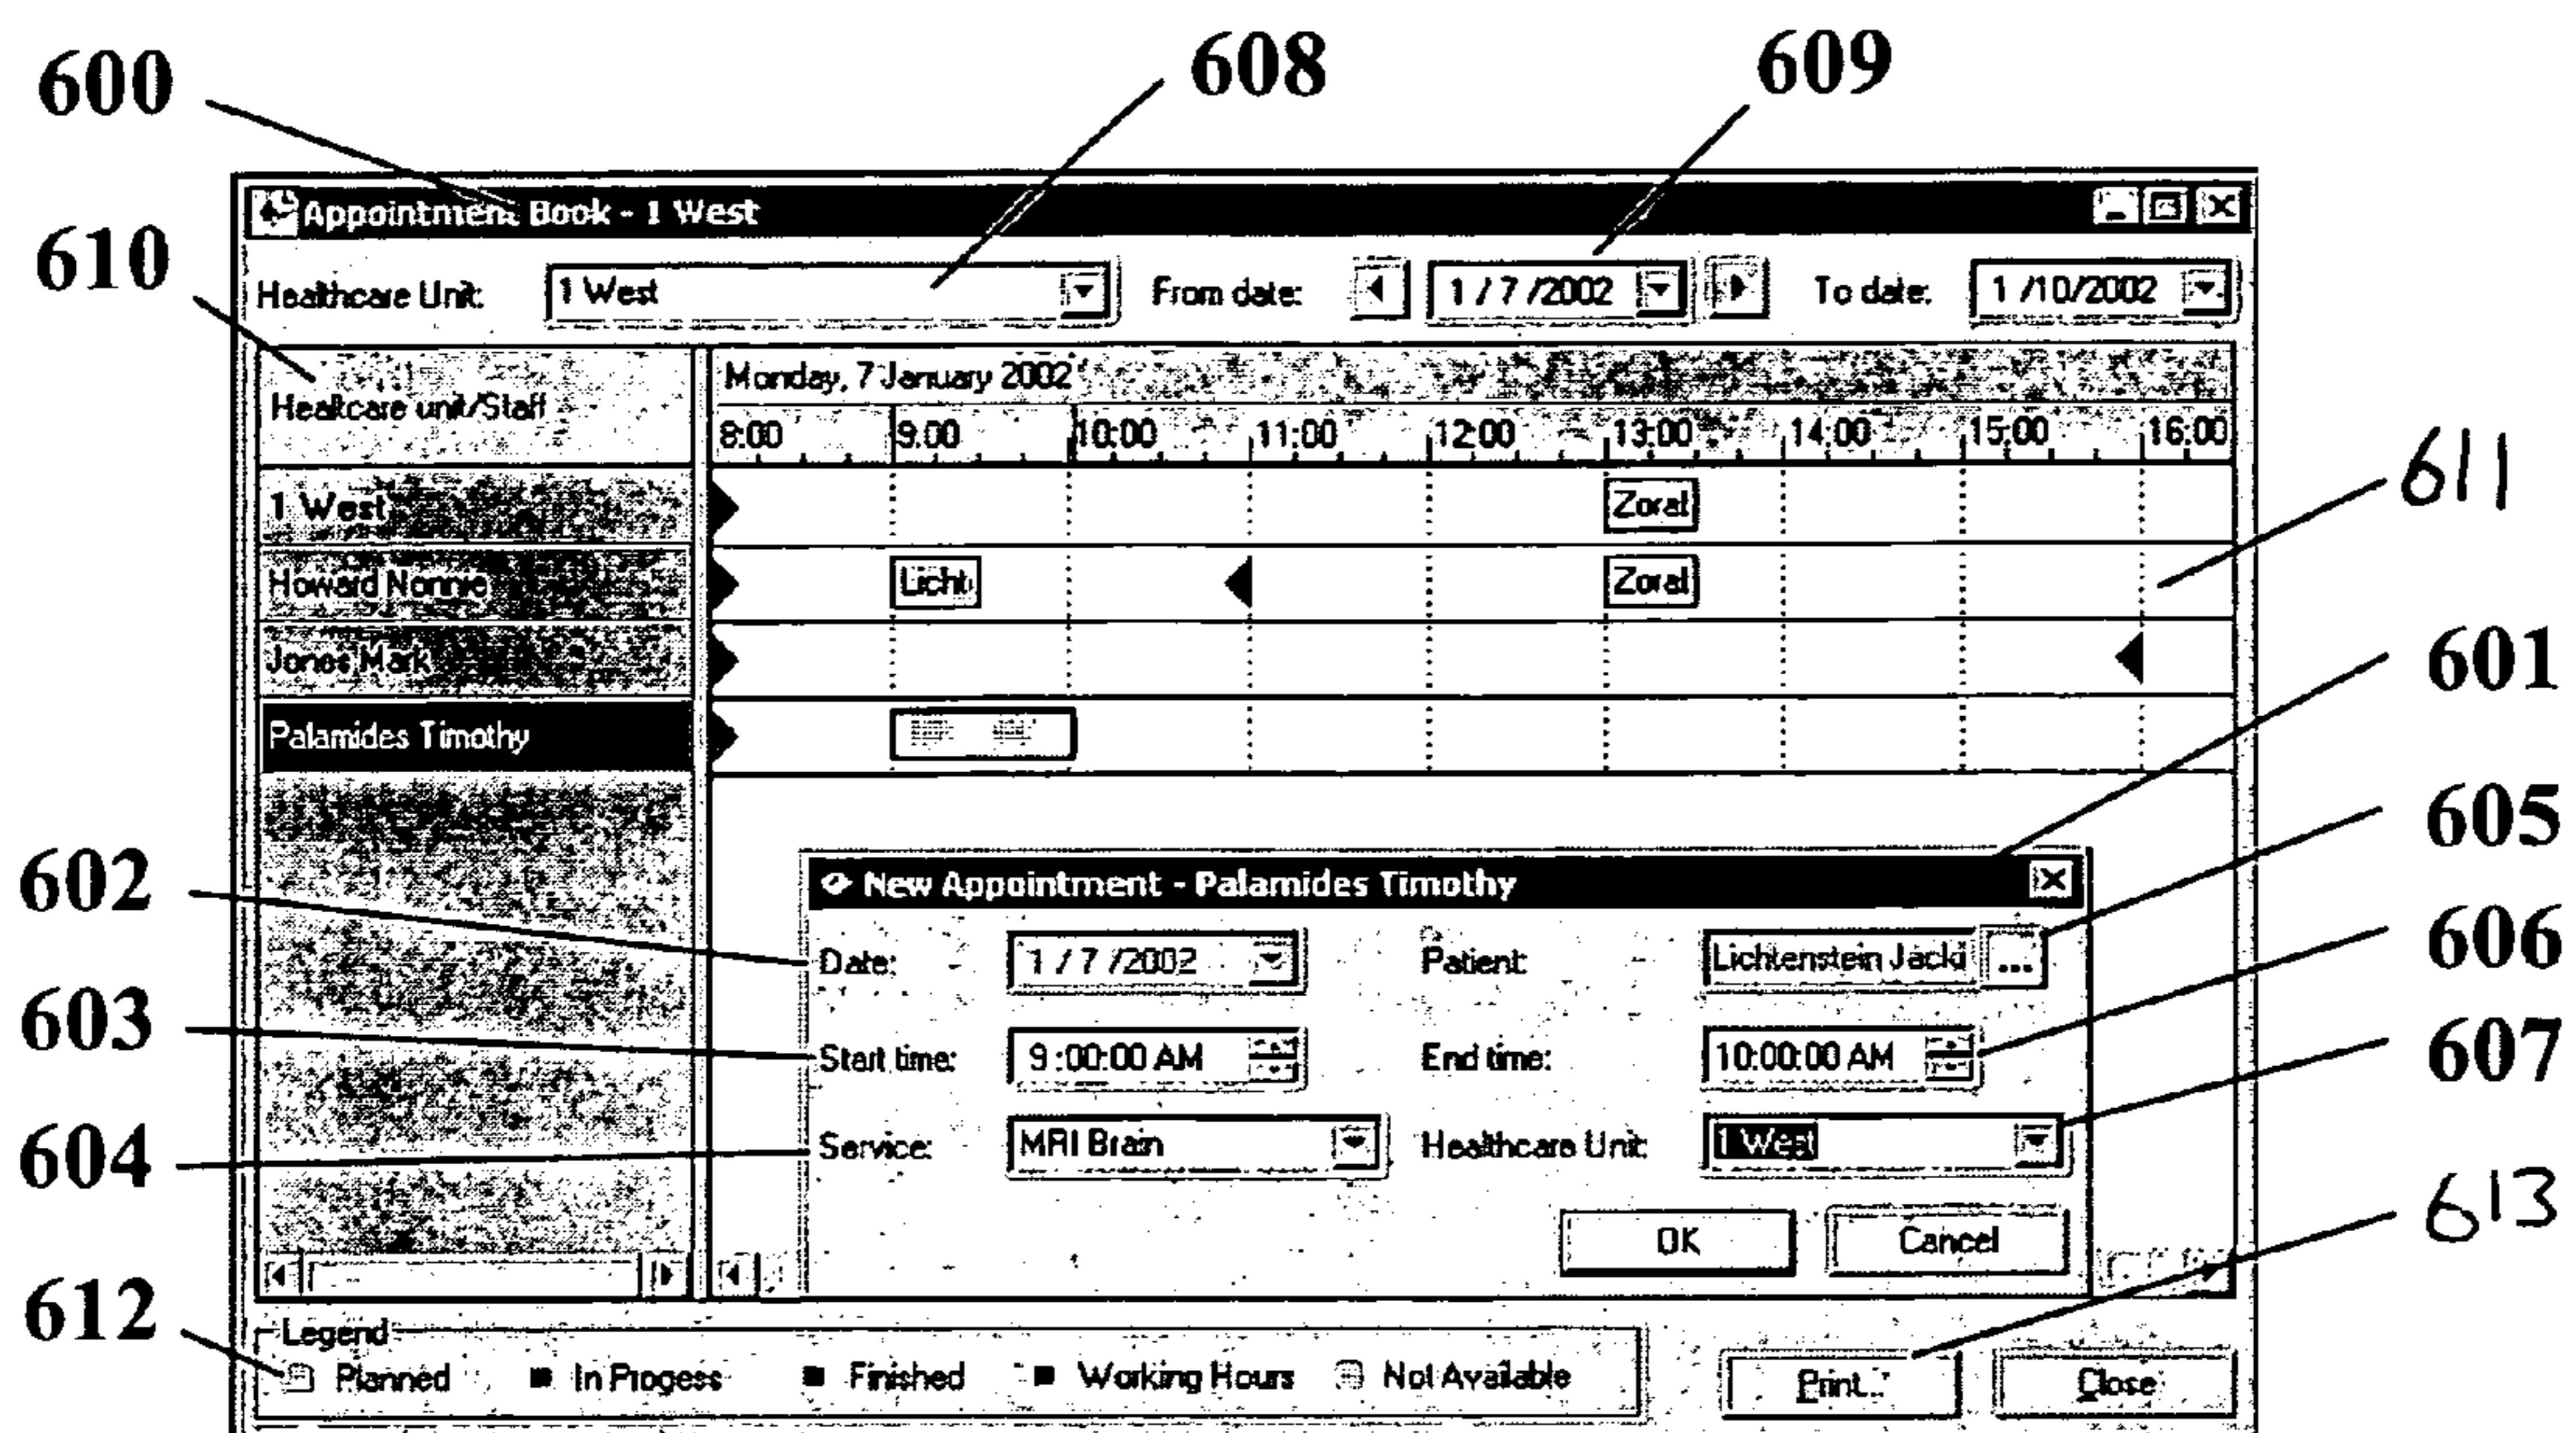 600 608 609
Appointment Book - 1 West
610
Healthcare Unit: 1 West From date: 1 / 7 /2002 To date: 1 /10/2002
Healtcare unit/Staff
Monday, 7 January 2002
8:00 9:00 10:00 11:00 12:00 13:00 14:00 15:00 16:00
611
1 West Zorat
Howard Nonnie Licht Zorat
Jones Mark
601
Palamides Timothy
605
602
New Appointment - Palamides Timothy
Date: 1 / 7 /2002 Patient: Lichtenstein Jacki ...
606
603
Start time: 9:00:00 AM End time: 10:00:00 AM
607
604
Service: MRI Brain Healthcare Unit: 1 West
613
OK Cancel
612
Legend
Planned In Progess Finished Working Hours Not Available Print... Close